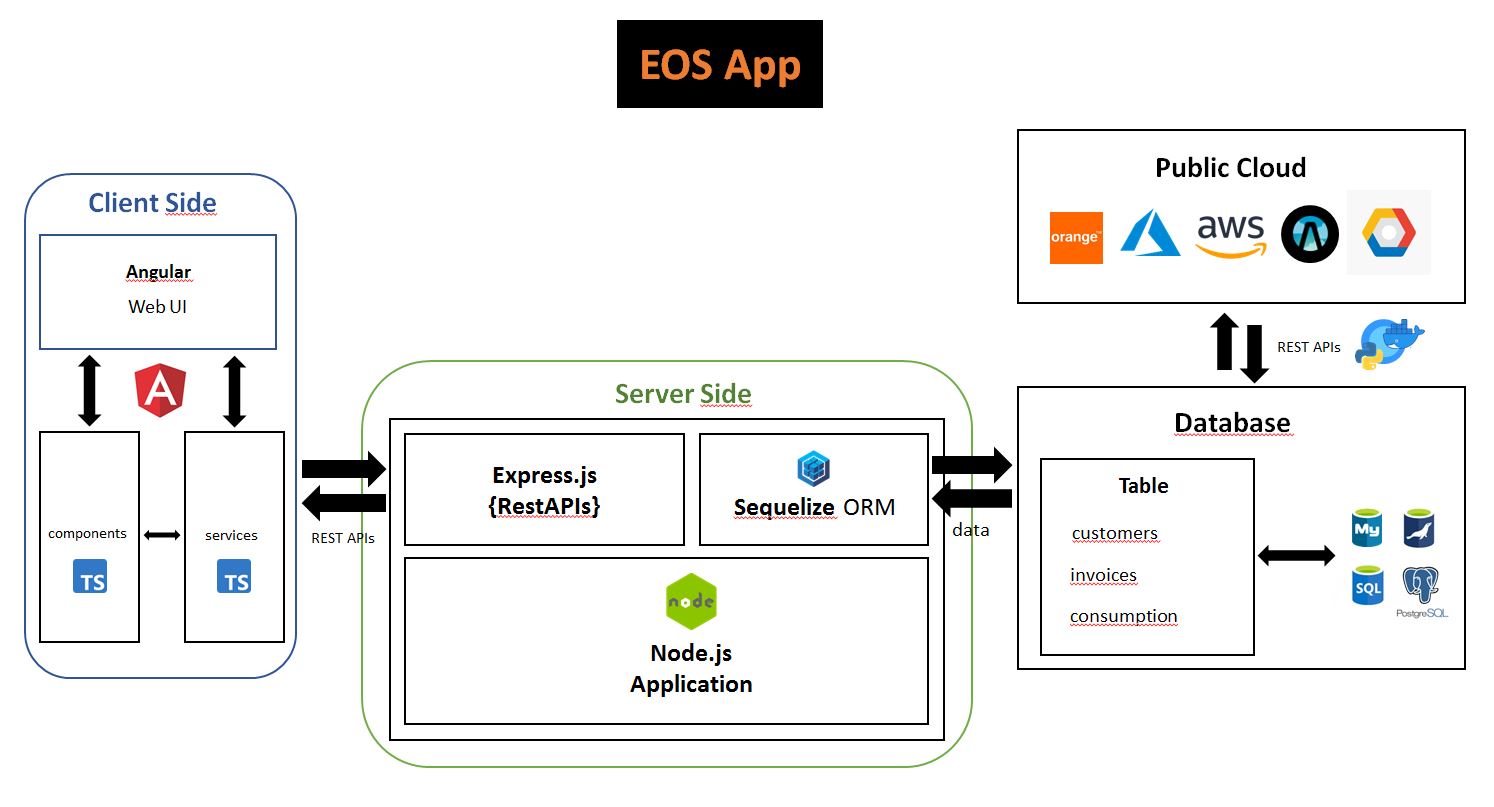 EOS App
Client Side
Angular
Web UI
components
services
TS
TS
REST APIs
Server Side
Express.js
{RestAPIs}
Sequelize ORM
node
Node.js
Application
data
Public Cloud
orange
aws
REST APIs
Database
Table
customers
invoices
consumption
My
SQL
PostgreSQL